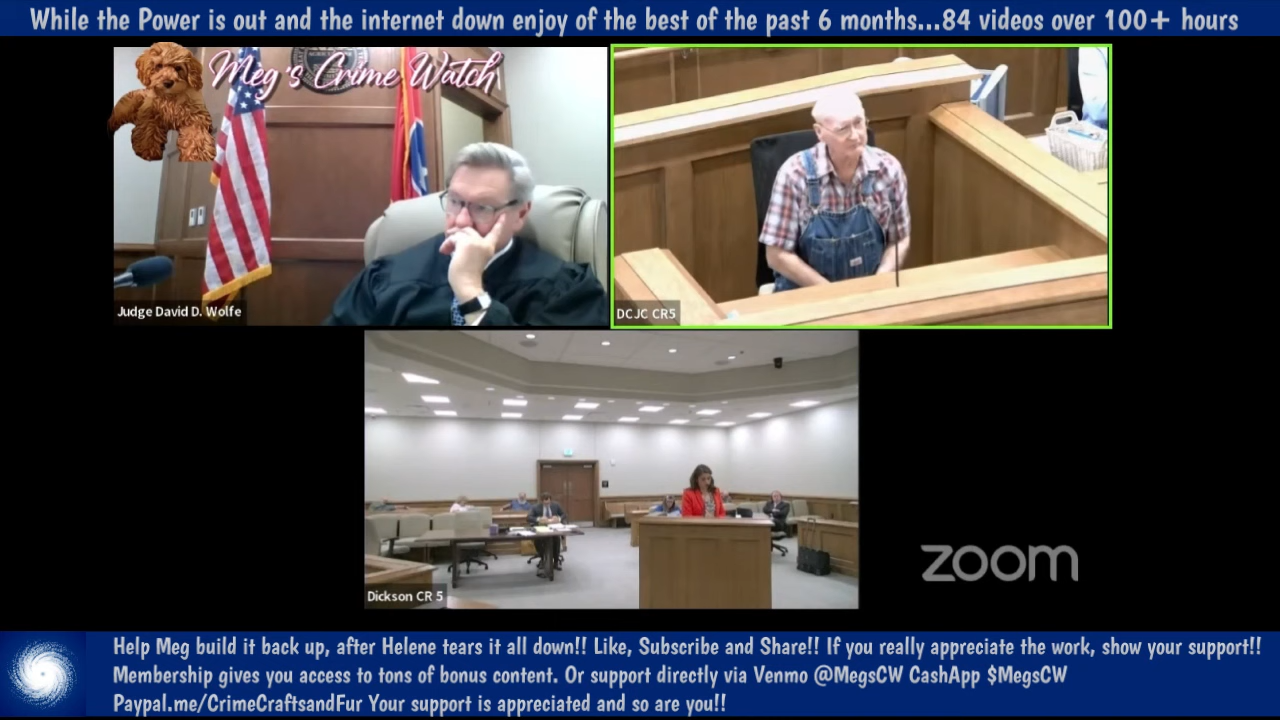 While the Power is out and the internet down enjoy of the best of the past 6 months...84 videos over 100+ hours
Meg's Crime Watch
Judge David D. Wolfe
DCJC CR5
Dickson CR 5
zoom
Help Meg build it back up, after Helene tears it all down!! Like, Subscribe and Share!! If you really appreciate the work, show your support!!
Membership gives you access to tons of bonus content. Or support directly via Venmo @MegsCW CashApp $MegsCW
Paypal.me/CrimeCraftsandFur Your support is appreciated and so are you!!